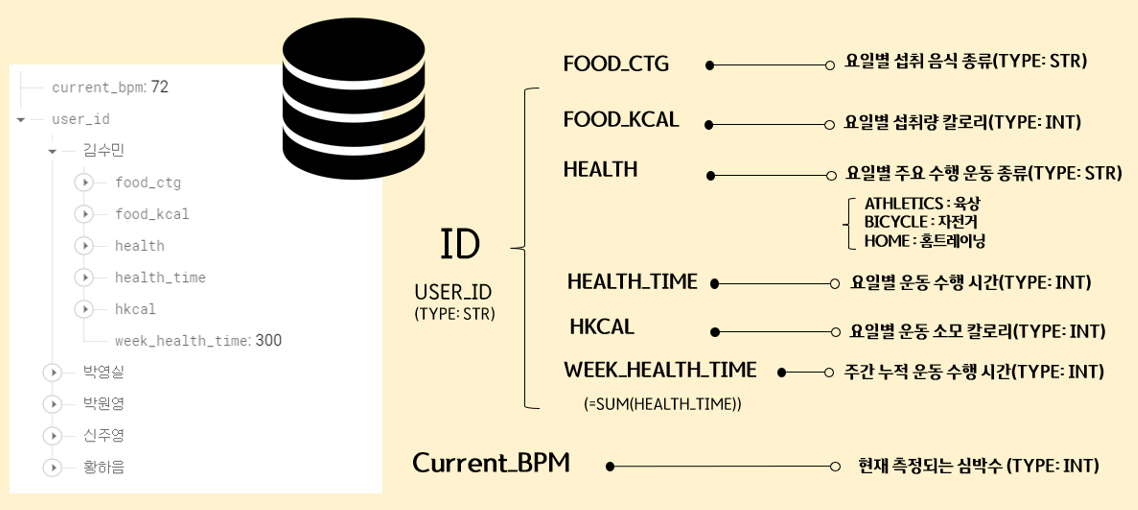 current_bpm: 72
user_id
김수민
food_ctg
food_kcal
health
health_time
hkcal
week_health_time: 300
박영실
박원영
신주영
황하음
ID
USER_ID
(TYPE: STR)
FOOD_CTG
요일별 섭취 음식 종류(TYPE: STR)
FOOD_KCAL
요일별 섭취량 칼로리(TYPE: INT)
HEALTH
요일별 주요 수행 운동 종류(TYPE: STR)
ATHLETICS : 육상
BICYCLE : 자전거
HOME : 홈트레이닝
HEALTH_TIME
요일별 운동 수행 시간(TYPE: INT)
HKCAL
요일별 운동 소모 칼로리(TYPE: INT)
WEEK_HEALTH_TIME
주간 누적 운동 수행 시간(TYPE: INT)
(=SUM(HEALTH_TIME))
Current_BPM
현재 측정되는 심박수 (TYPE: INT)